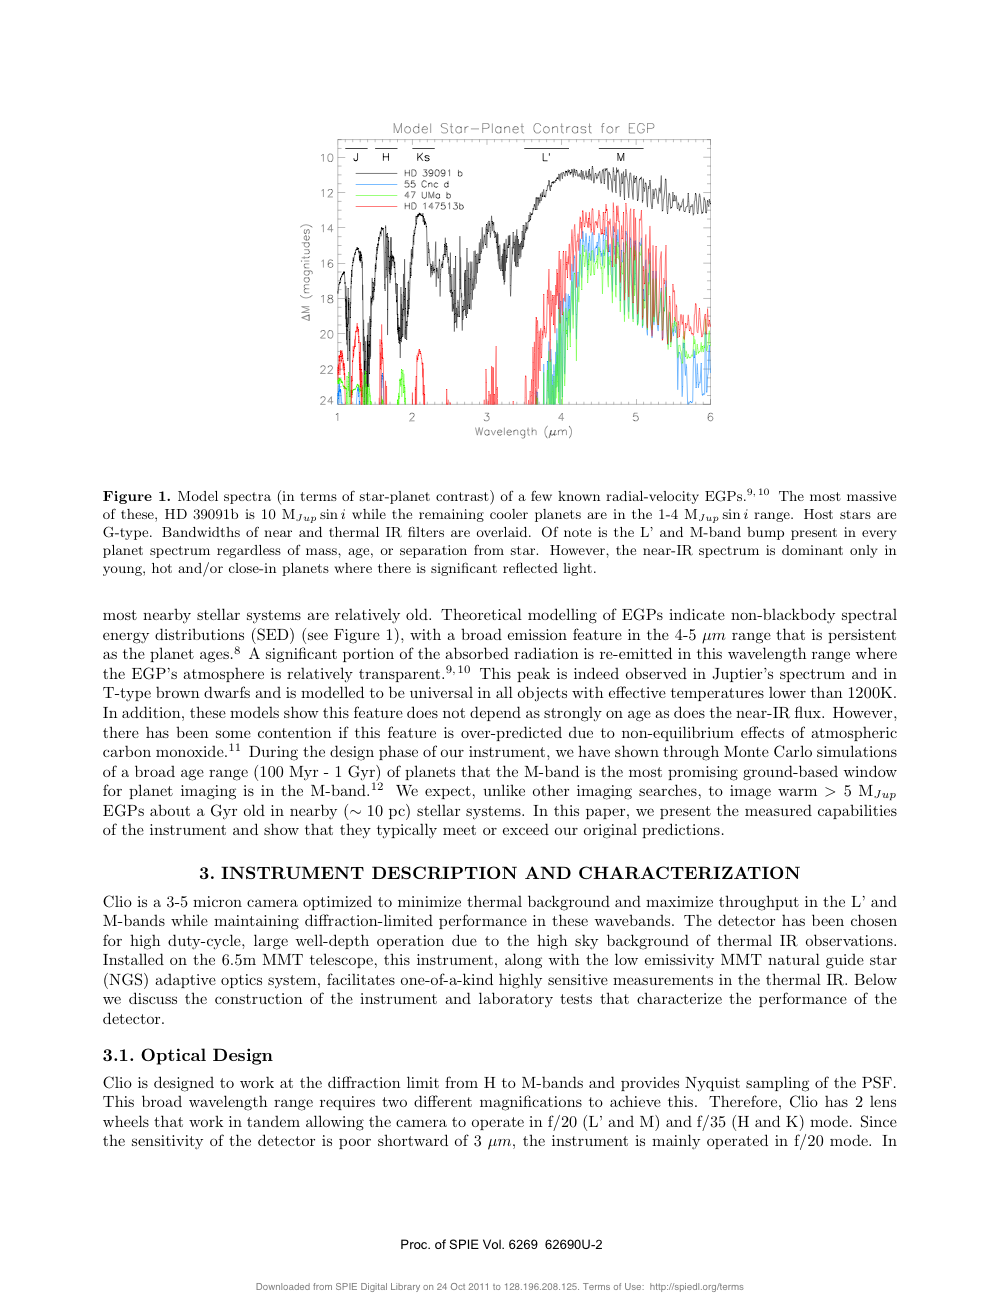 Model Star-Planet Contrast for EGP
10
J
H
Ks
L'
M
HD 39091 b
55 Cnc d
47 UMa b
HD 147513b
12
14
16
18
20
22
24
ΔM (magnitudes)
1
2
3
4
5
6
Wavelength (μm)
Figure 1. Model spectra (in terms of star-planet contrast) of a few known radial-velocity EGPs.9, 10 The most massive
of these, HD 39091b is 10 MJup sin i while the remaining cooler planets are in the 1-4 MJup sin i range. Host stars are
G-type. Bandwidths of near and thermal IR filters are overlaid. Of note is the L' and M-band bump present in every
planet spectrum regardless of mass, age, or separation from star. However, the near-IR spectrum is dominant only in
young, hot and/or close-in planets where there is significant reflected light.
most nearby stellar systems are relatively old. Theoretical modelling of EGPs indicate non-blackbody spectral
energy distributions (SED) (see Figure 1), with a broad emission feature in the 4-5 μm range that is persistent
as the planet ages.8 A significant portion of the absorbed radiation is re-emitted in this wavelength range where
the EGP's atmosphere is relatively transparent.9, 10 This peak is indeed observed in Juptier's spectrum and in
T-type brown dwarfs and is modelled to be universal in all objects with effective temperatures lower than 1200K.
In addition, these models show this feature does not depend as strongly on age as does the near-IR flux. However,
there has been some contention if this feature is over-predicted due to non-equilibrium effects of atmospheric
carbon monoxide.11 During the design phase of our instrument, we have shown through Monte Carlo simulations
of a broad age range (100 Myr - 1 Gyr) of planets that the M-band is the most promising ground-based window
for planet imaging is in the M-band.12 We expect, unlike other imaging searches, to image warm > 5 MJup
EGPs about a Gyr old in nearby (∼ 10 pc) stellar systems. In this paper, we present the measured capabilities
of the instrument and show that they typically meet or exceed our original predictions.
3. INSTRUMENT DESCRIPTION AND CHARACTERIZATION
Clio is a 3-5 micron camera optimized to minimize thermal background and maximize throughput in the L' and
M-bands while maintaining diffraction-limited performance in these wavebands. The detector has been chosen
for high duty-cycle, large well-depth operation due to the high sky background of thermal IR observations.
Installed on the 6.5m MMT telescope, this instrument, along with the low emissivity MMT natural guide star
(NGS) adaptive optics system, facilitates one-of-a-kind highly sensitive measurements in the thermal IR. Below
we discuss the construction of the instrument and laboratory tests that characterize the performance of the
detector.
3.1. Optical Design
Clio is designed to work at the diffraction limit from H to M-bands and provides Nyquist sampling of the PSF.
This broad wavelength range requires two different magnifications to achieve this. Therefore, Clio has 2 lens
wheels that work in tandem allowing the camera to operate in f/20 (L' and M) and f/35 (H and K) mode. Since
the sensitivity of the detector is poor shortward of 3 μm, the instrument is mainly operated in f/20 mode. In
Proc. of SPIE Vol. 6269 62690U-2
Downloaded from SPIE Digital Library on 24 Oct 2011 to 128.196.208.125. Terms of Use: http://spiedl.org/terms